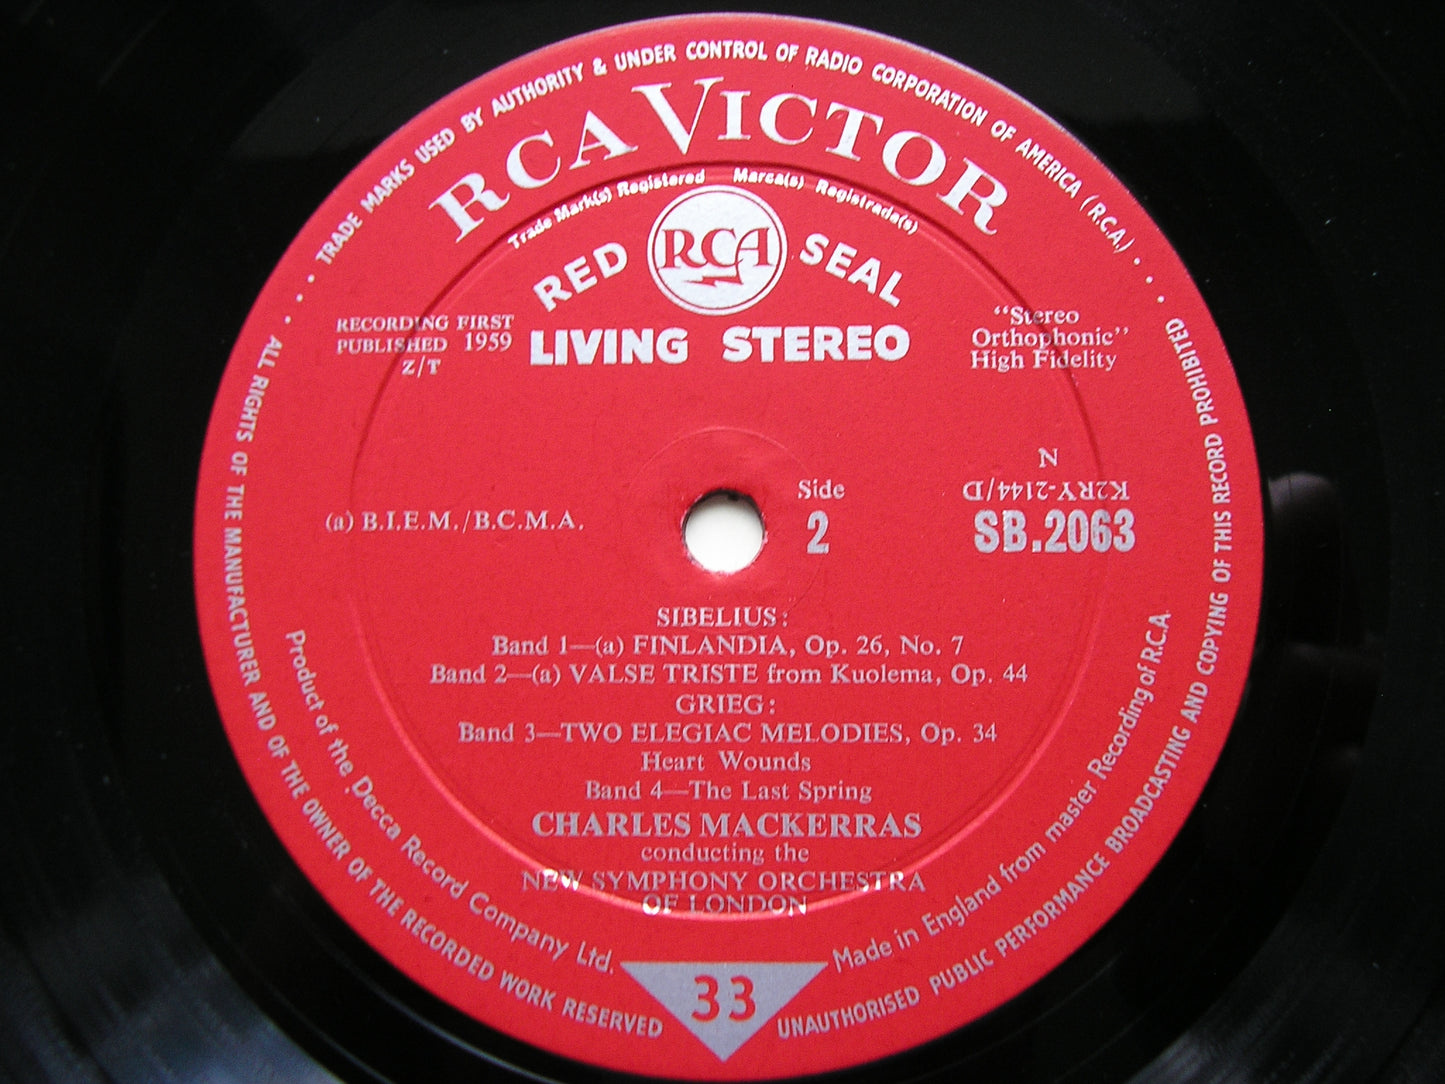 TRADE MARKS USED BY AUTHORITY & UNDER CONTROL OF RADIO CORPORATION OF AMERICA (R.C.A.)
RCA VICTOR
Trade Mark(s) Registered Marca(s) Registrada(s)
RED RCA SEAL
RECORDING FIRST
PUBLISHED 1959
Z/T
LIVING STEREO
"Stereo
Orthophonic"
High Fidelity
N
K2RY-2144/D
(a) B.I.E.M./B.C.M.A.
Side
2
SB.2063
SIBELIUS:
Band 1—(a) FINLANDIA, Op. 26, No. 7
Band 2—(a) VALSE TRISTE from Kuolema, Op. 44
GRIEG:
Band 3—TWO ELEGIAC MELODIES, Op. 34
Heart Wounds
Band 4—The Last Spring
CHARLES MACKERRAS
conducting the
NEW SYMPHONY ORCHESTRA
OF LONDON
Product of the Decca Record Company Ltd.
33
Made in England from master Recording of R.C.A.
ALL RIGHTS OF THE MANUFACTURER AND OF THE OWNER OF THE RECORDED WORK RESERVED
UNAUTHORISED PUBLIC PERFORMANCE BROADCASTING AND COPYING OF THIS RECORD PROHIBITED